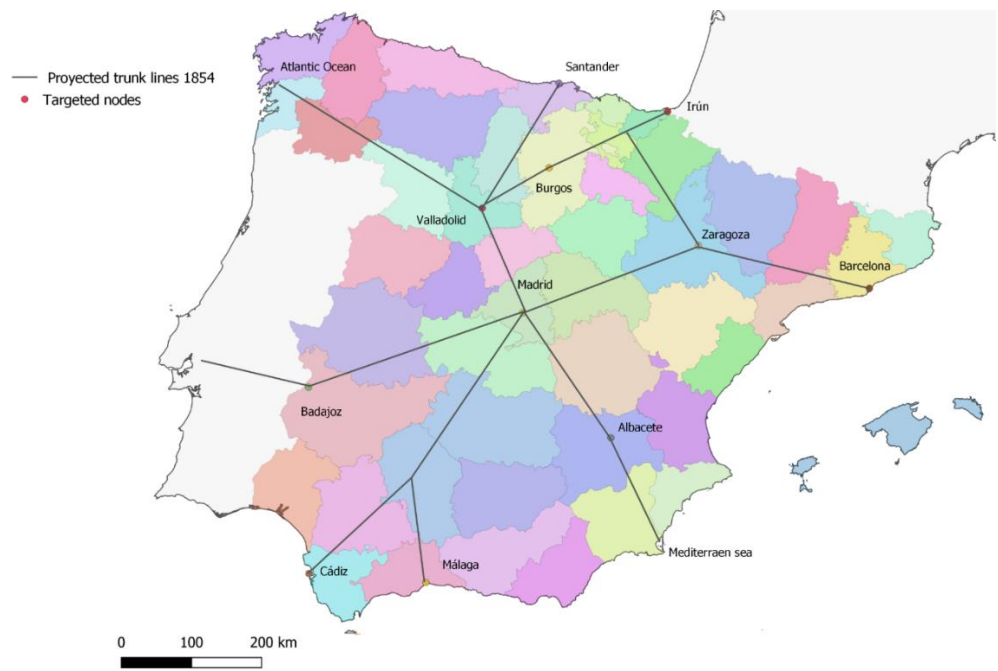 Atlantic Ocean
Santander
Proyected trunk lines 1854
Targeted nodes
Irún
Burgos
Valladolid
Zaragoza
Barcelona
Madrid
Badajoz
Albacete
Mediterraen sea
Cádiz
Málaga
0 100 200 km